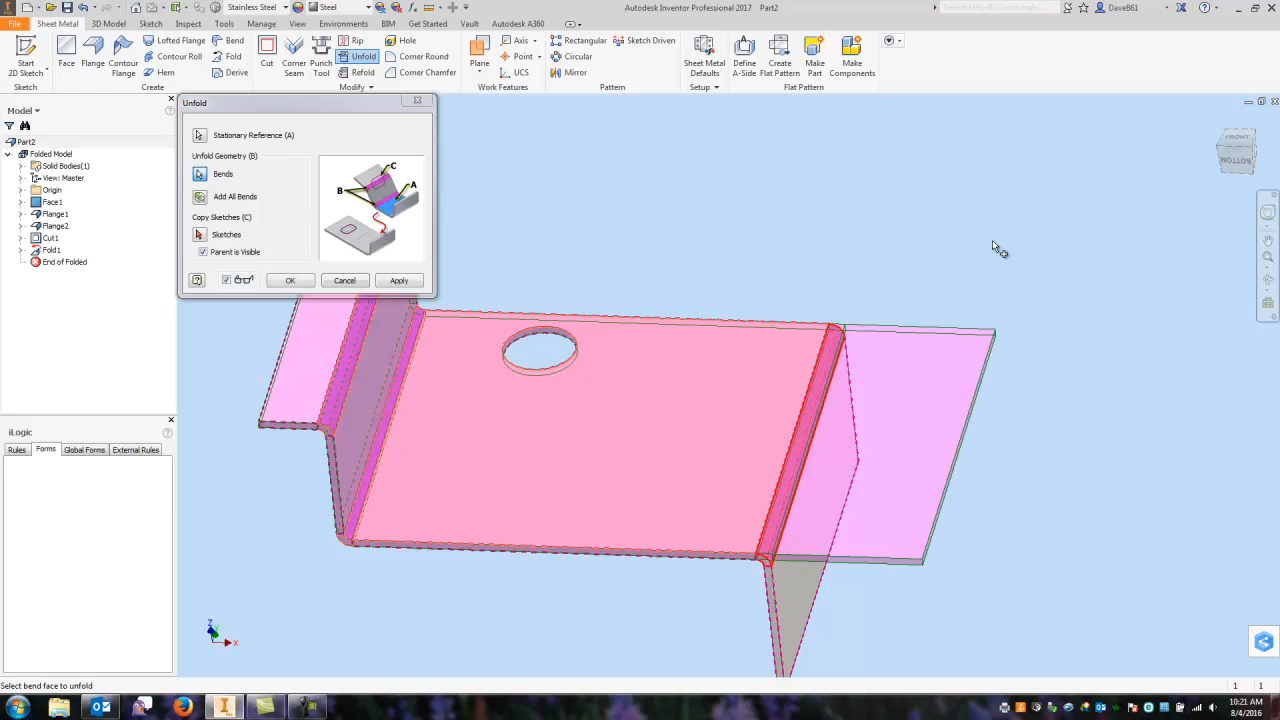 Stainless Steel
Steel
Autodesk Inventor Professional 2017 Part2
DaveB61
File
Sheet Metal
3D Model
Sketch
Inspect
Tools
Manage
View
Environments
BIM
Get Started
Vault
Autodesk A360
Start
2D Sketch
Face
Flange
Contour
Flange
Lofted Flange
Contour Roll
Hem
Bend
Fold
Derive
Cut
Corner
Seam
Punch
Tool
Rip
Unfold
Refold
Hole
Corner Round
Corner Chamfer
Plane
Axis
Point
UCS
Rectangular
Circular
Mirror
Sketch Driven
Sheet Metal
Defaults
Define
A-Side
Create
Flat Pattern
Make
Part
Make
Components
Sketch
Create
Modify
Work Features
Pattern
Setup
Flat Pattern
Model
Part2
Folded Model
Solid Bodies(1)
View: Master
Origin
Face1
Flange1
Flange2
Cut1
Fold1
End of Folded
Unfold
Stationary Reference (A)
Unfold Geometry (B)
Bends
Add All Bends
Copy Sketches (C)
Sketches
Parent is Visible
C
B
A
OK
Cancel
Apply
FRONT
BOTTOM
iLogic
Rules
Forms
Global Forms
External Rules
Z
X
Select bend face to unfold
1
1
10:21 AM
8/4/2016